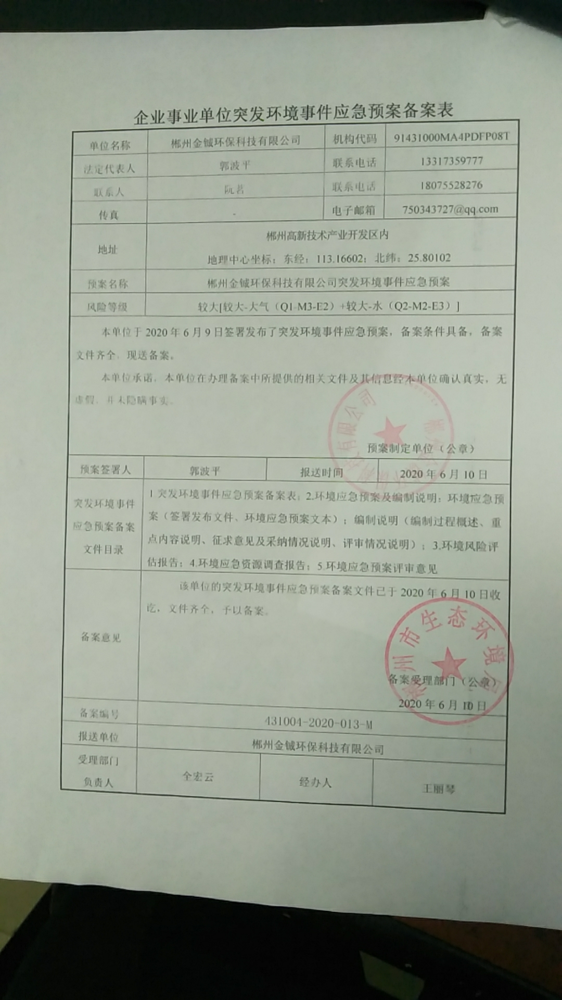 企业事业单位突发环境事件应急预案备案表
单位名称 郴州金铖环保科技有限公司 机构代码 91431000MA4PDFP08T
法定代表人 郭波平 联系电话 13317359777
联系人 阮茗 联系电话 18075528276
传真 - 电子邮箱 750343727@qq.com
地址 郴州高新技术产业开发区内
地理中心坐标：东经：113.16602；北纬：25.80102
预案名称 郴州金铖环保科技有限公司突发环境事件应急预案
风险等级 较大[较大-大气（Q1-M3-E2）+较大-水（Q2-M2-E3）]
本单位于 2020 年 6 月 9 日签署发布了突发环境事件应急预案，备案条件具备，备案
文件齐全，现送备案。
本单位承诺，本单位在办理备案中所提供的相关文件及其信息经本单位确认真实，无
虚假，并未隐瞒事实。
预案制定单位（公章）
预案签署人 郭波平 报送时间 2020 年 6 月 10 日
突发环境事件
应急预案备案
文件目录
1 突发环境事件应急预案备案表；2.环境应急预案及编制说明：环境应急预
案（签署发布文件、环境应急预案文本）；编制说明（编制过程概述、重
点内容说明、征求意见及采纳情况说明、评审情况说明）；3.环境风险评
估报告；4.环境应急资源调查报告；5.环境应急预案评审意见
备案意见
该单位的突发环境事件应急预案备案文件已于 2020 年 6 月 10 日收
讫，文件齐全，予以备案。
郴州市生态环境局
备案受理部门（公章）
2020 年 6 月 10 日
备案编号 431004-2020-013-M
报送单位 郴州金铖环保科技有限公司
受理部门
负责人
全宏云 经办人 王丽琴